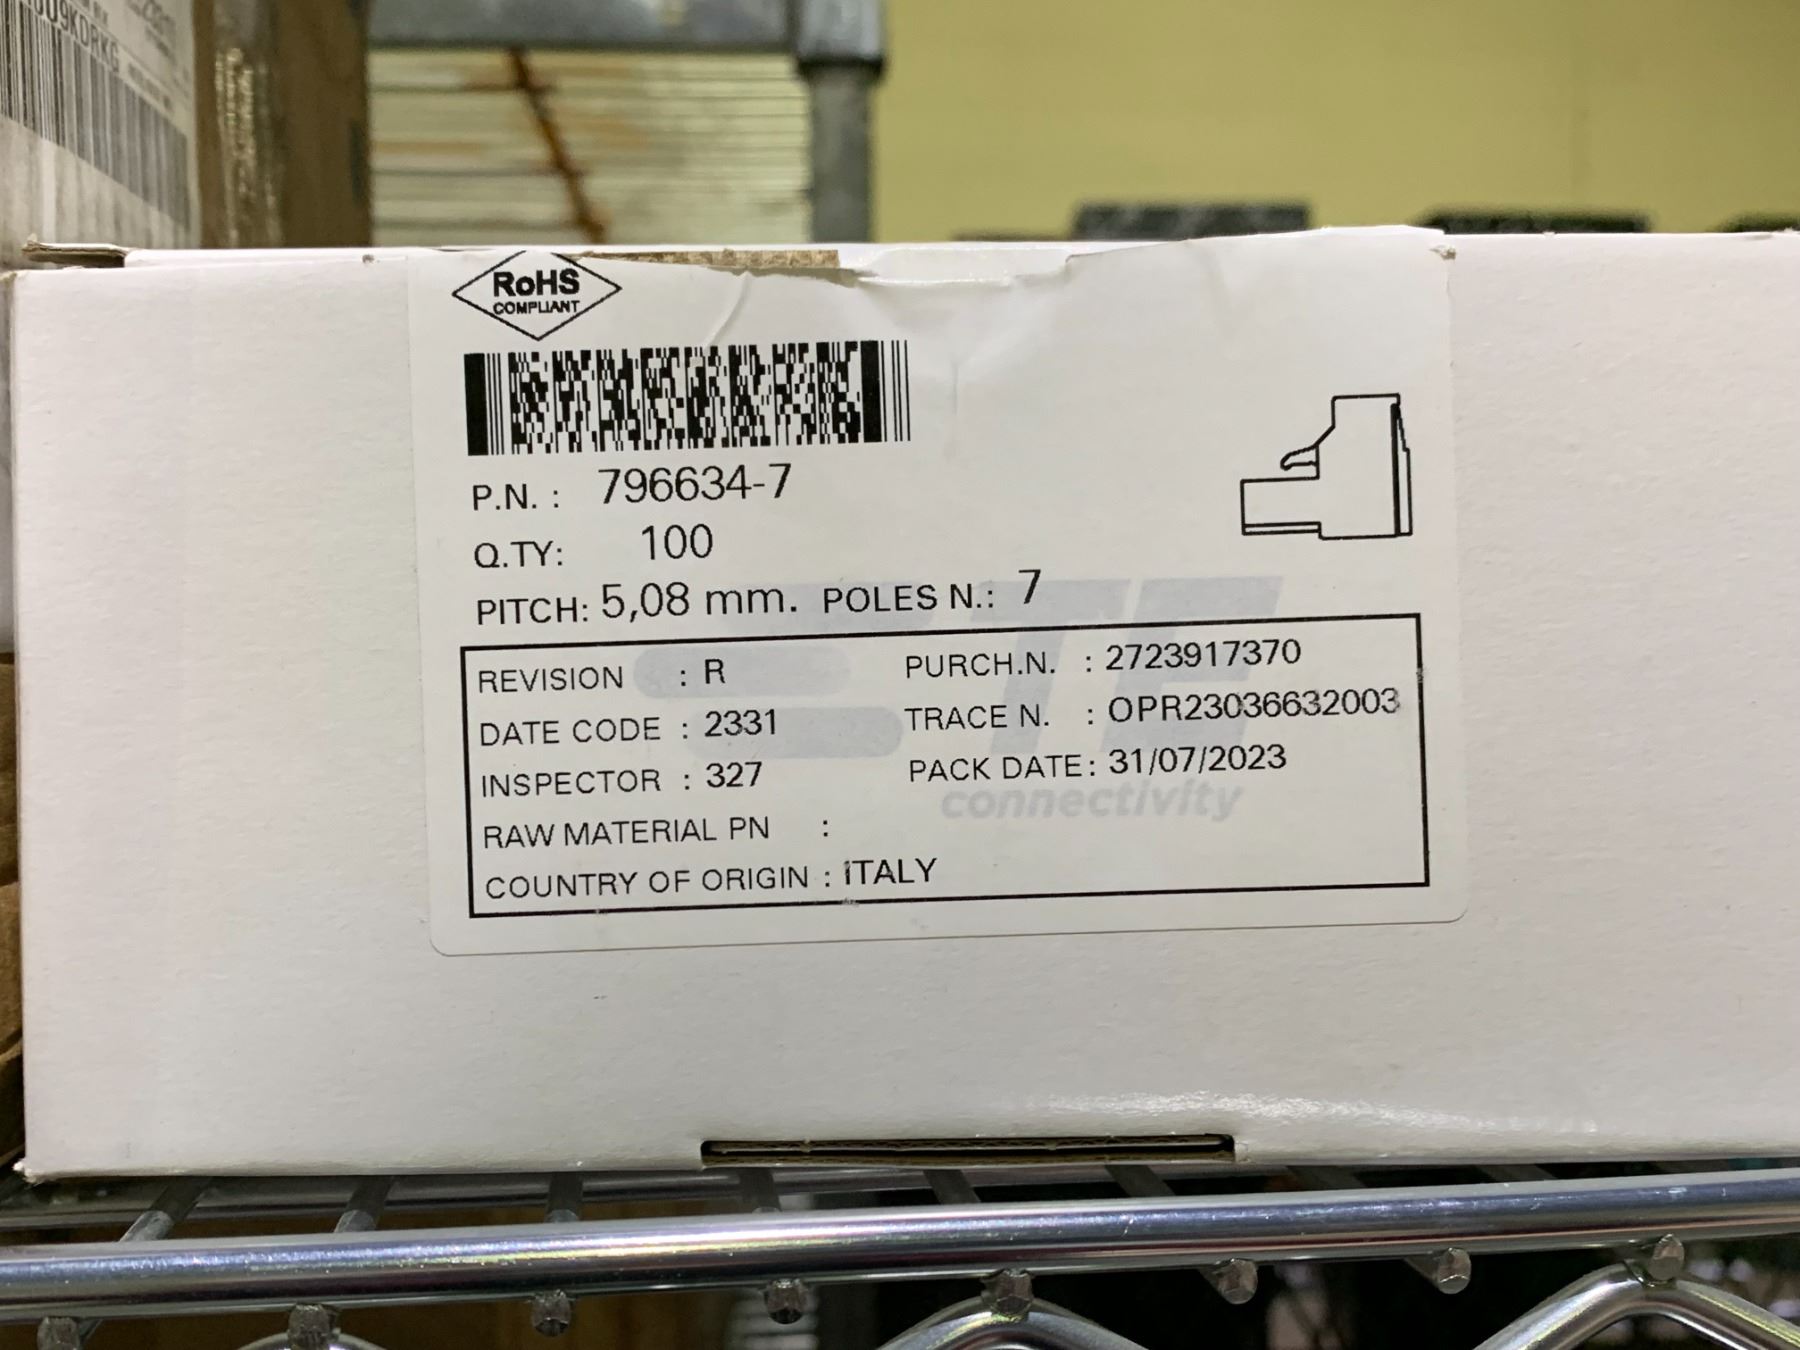 RoHS
COMPLIANT
P.N. : 796634-7
Q.TY: 100
PITCH: 5,08 mm. POLES N.: 7
REVISION : R PURCH.N. : 2723917370
DATE CODE : 2331 TRACE N. : OPR23036632003
INSPECTOR : 327 PACK DATE: 31/07/2023
TE
connectivity
RAW MATERIAL PN :
COUNTRY OF ORIGIN : ITALY